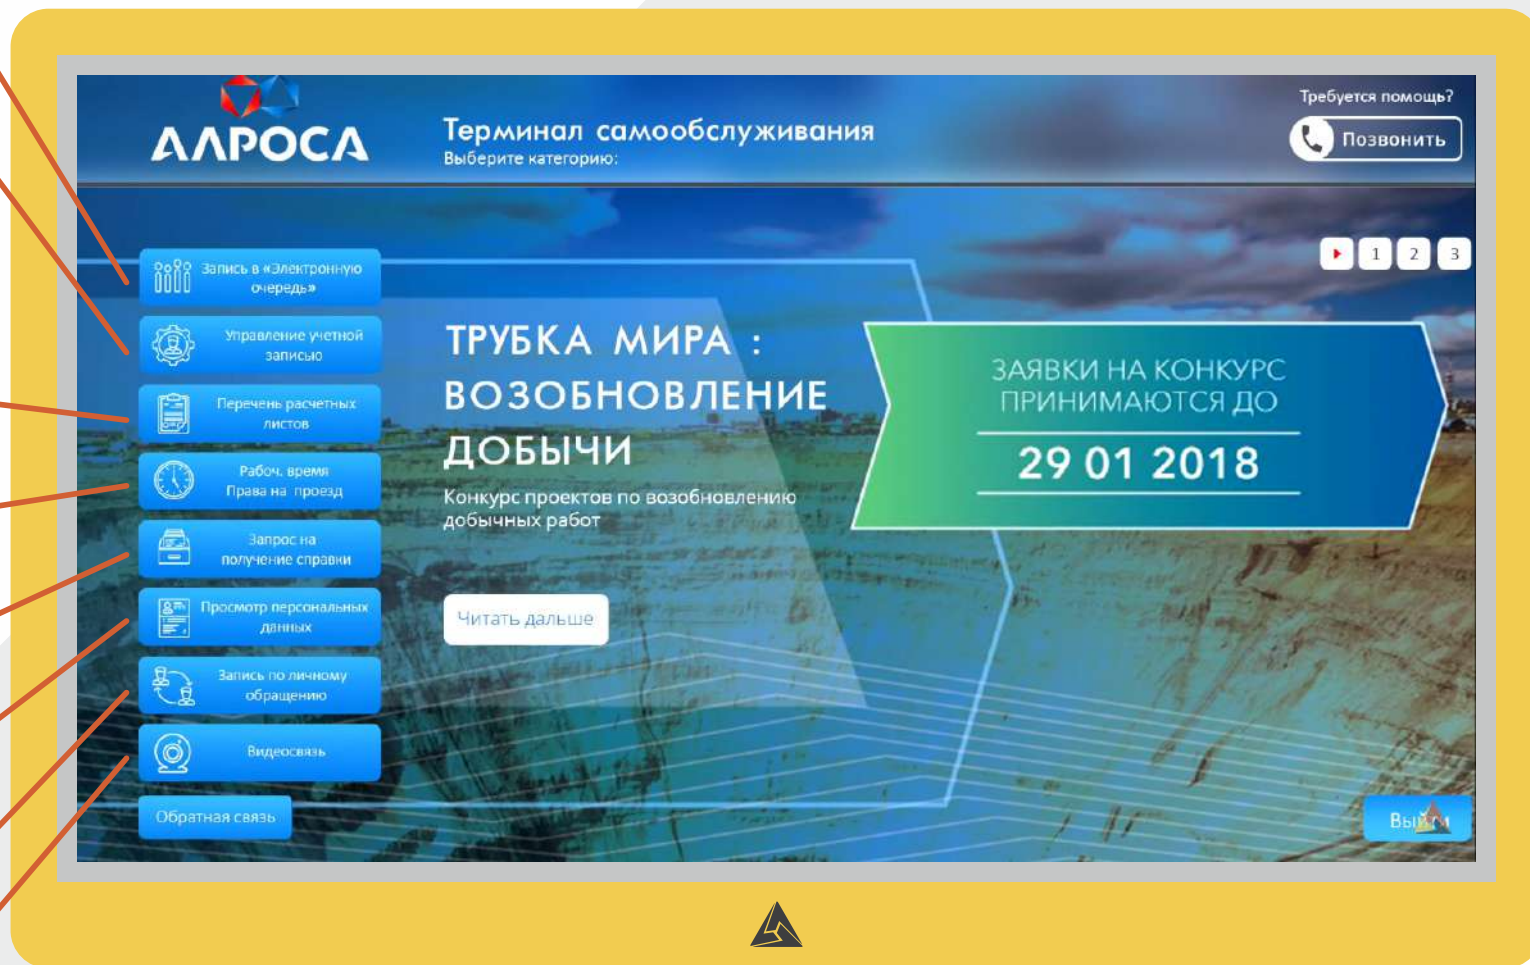 АЛРОСА
Терминал самообслуживания
Выберите категорию:
Требуется помощь?
Позвонить
1 2 3
Запись в «Электронную
очередь»
Управление учетной
записью
Перечень расчетных
листов
Рабоч. время
Права на проезд
Запрос на
получение справки
Просмотр персональных
данных
Запись по личному
обращению
Видеосвязь
Обратная связь
ТРУБКА МИРА :
ВОЗОБНОВЛЕНИЕ
ДОБЫЧИ
Конкурс проектов по возобновлению
добычных работ
Читать дальше
ЗАЯВКИ НА КОНКУРС
ПРИНИМАЮТСЯ ДО
29 01 2018
Выйти